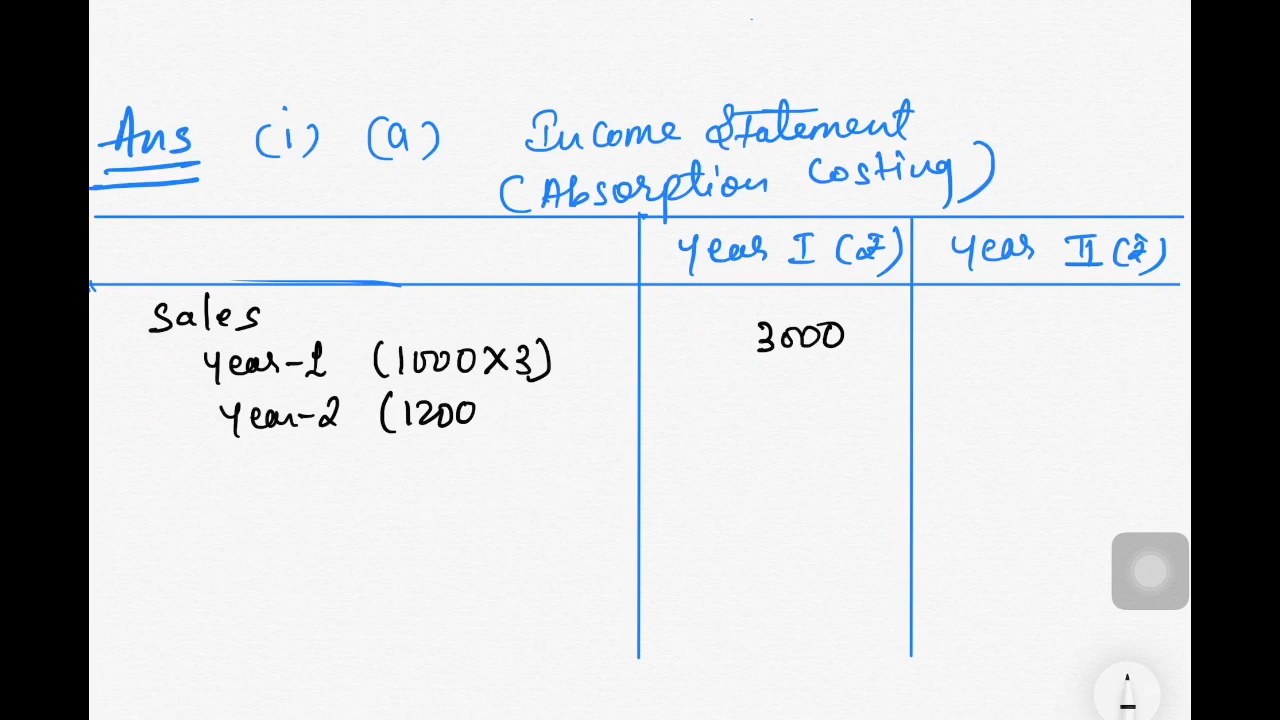 Ans (i) (a) Income Statement
(Absorption Costing)
Year I (₹) Year II (₹)
Sales
Year-1 (1000×3) 3000
Year-2 (1200